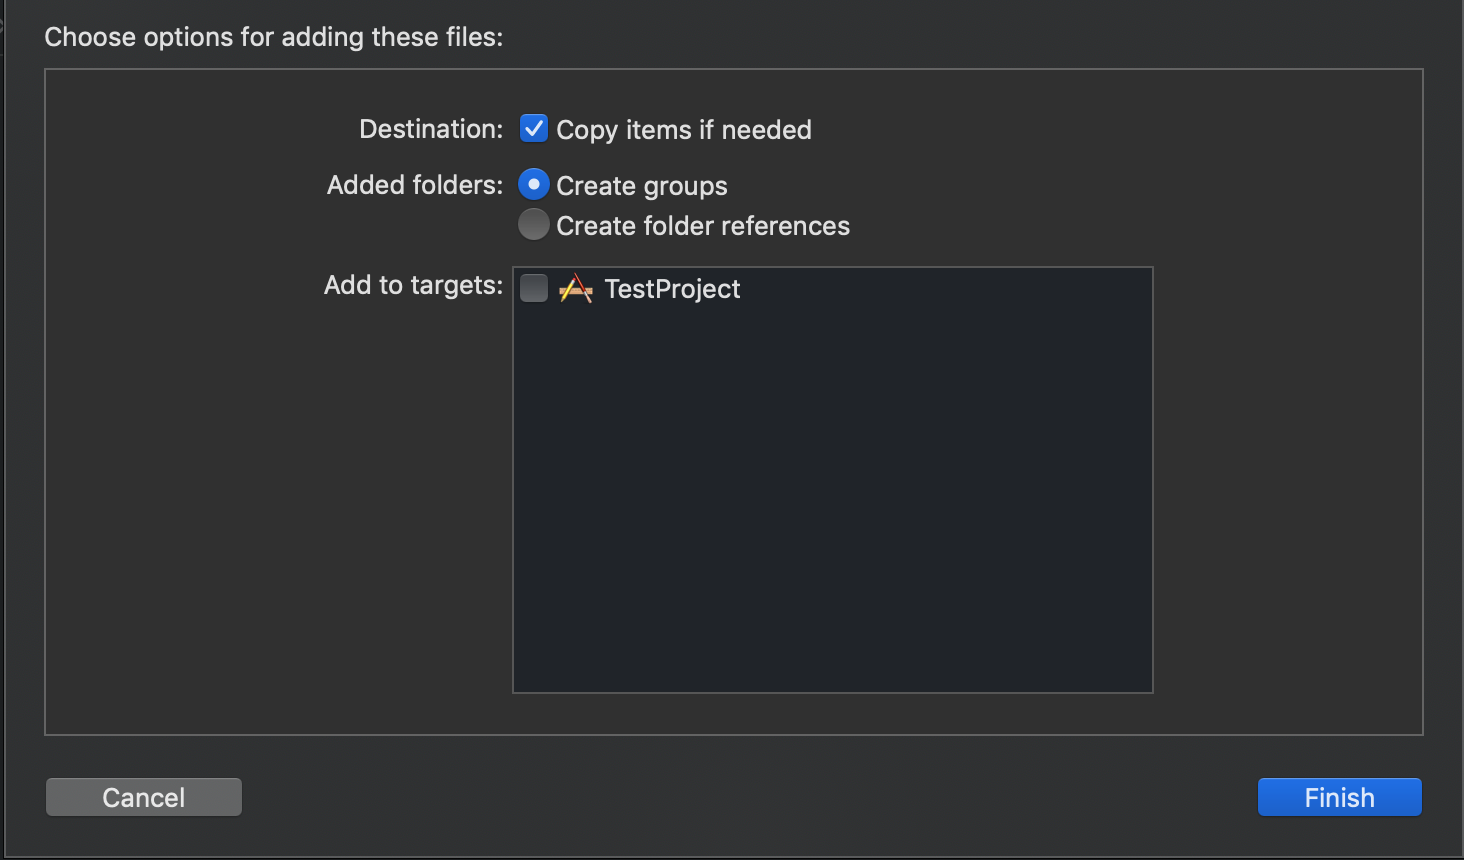 Choose options for adding these files:
Destination: Copy items if needed
Added folders: Create groups
Create folder references
Add to targets: TestProject
Cancel Finish